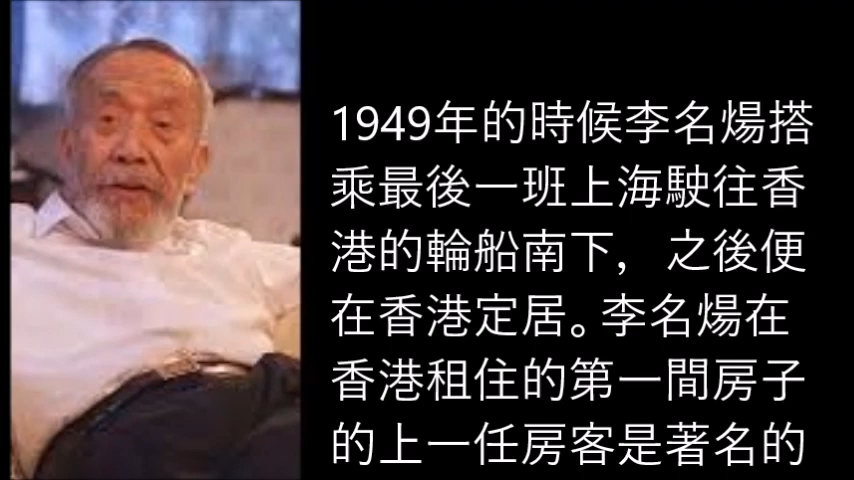 1949年的時候李名煬搭
乘最後一班上海駛往香
港的輪船南下，之後便
在香港定居。李名煬在
香港租住的第一間房子
的上一任房客是著名的